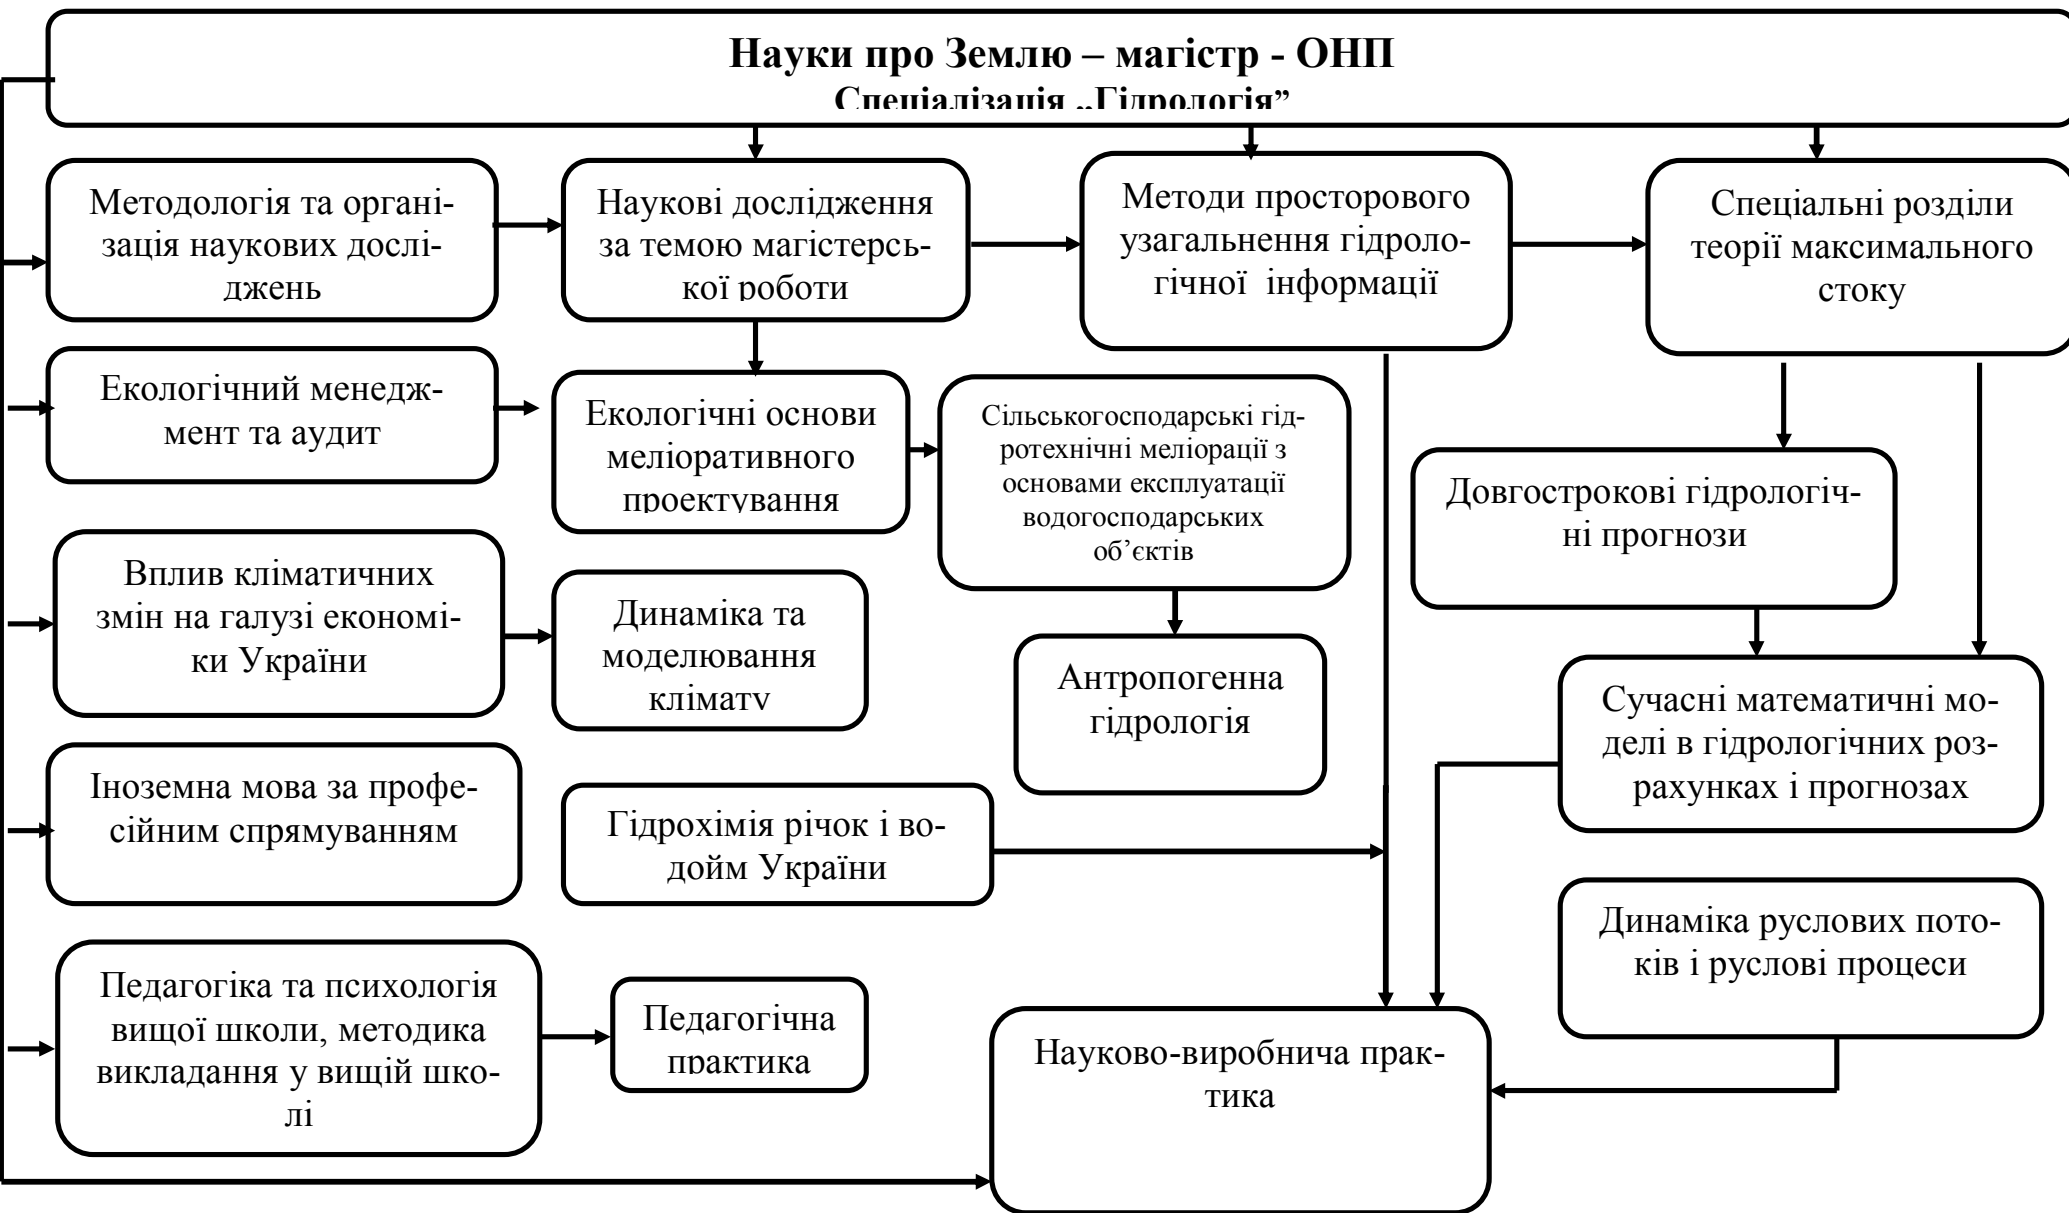 Науки про Землю – магістр - ОНП
Спеціалізація „Гідрологія”
Методологія та органі-
зація наукових дослі-
джень
Наукові дослідження
за темою магістерсь-
кої роботи
Методи просторового
узагальнення гідроло-
гічної інформації
Спеціальні розділи
теорії максимального
стоку
Екологічний менедж-
мент та аудит
Екологічні основи
меліоративного
проектування
Сільськогосподарські гід-
ротехнічні меліорації з
основами експлуатації
водогосподарських
об’єктів
Довгострокові гідрологіч-
ні прогнози
Вплив кліматичних
змін на галузі економі-
ки України
Динаміка та
моделювання
клімату
Антропогенна
гідрологія
Сучасні математичні мо-
делі в гідрологічних роз-
рахунках і прогнозах
Іноземна мова за профе-
сійним спрямуванням
Гідрохімія річок і во-
дойм України
Динаміка руслових пото-
ків і руслові процеси
Педагогіка та психологія
вищої школи, методика
викладання у вищій шко-
лі
Педагогічна
практика
Науково-виробнича прак-
тика